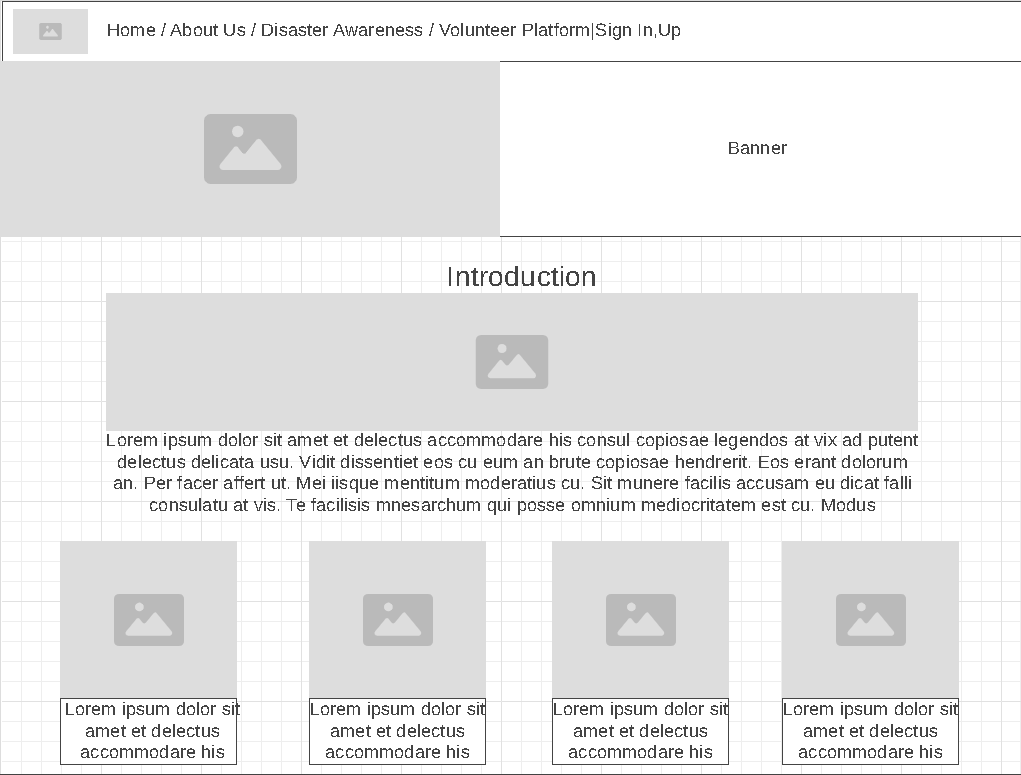 Home / About Us / Disaster Awareness / Volunteer Platform|Sign In,Up
Banner
Introduction
Lorem ipsum dolor sit amet et delectus accommodare his consul copiosae legendos at vix ad putent
delectus delicata usu. Vidit dissentiet eos cu eum an brute copiosae hendrerit. Eos erant dolorum
an. Per facer affert ut. Mei iisque mentitum moderatius cu. Sit munere facilis accusam eu dicat falli
consulatu at vis. Te facilisis mnesarchum qui posse omnium mediocritatem est cu. Modus
Lorem ipsum dolor sit
amet et delectus
accommodare his
Lorem ipsum dolor sit
amet et delectus
accommodare his
Lorem ipsum dolor sit
amet et delectus
accommodare his
Lorem ipsum dolor sit
amet et delectus
accommodare his